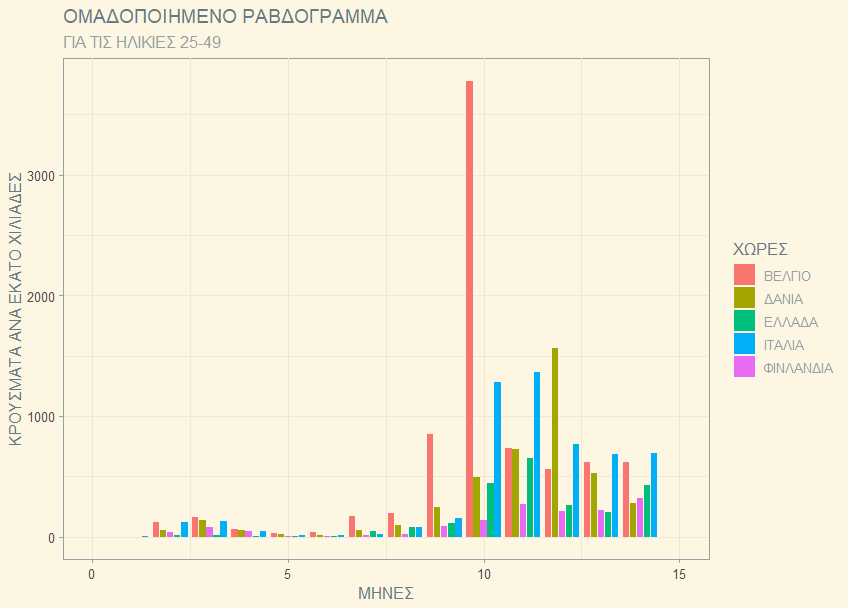 ΟΜΑΔΟΠΟΙΗΜΕΝΟ ΡΑΒΔΟΓΡΑΜΜΑ
ΓΙΑ ΤΙΣ ΗΛΙΚΙΕΣ 25-49
ΚΡΟΥΣΜΑΤΑ ΑΝΑ ΕΚΑΤΟ ΧΙΛΙΑΔΕΣ
3000
2000
1000
0
0 5 10 15
ΜΗΝΕΣ
ΧΩΡΕΣ
ΒΕΛΓΙΟ
ΔΑΝΙΑ
ΕΛΛΑΔΑ
ΙΤΑΛΙΑ
ΦΙΝΛΑΝΔΙΑ